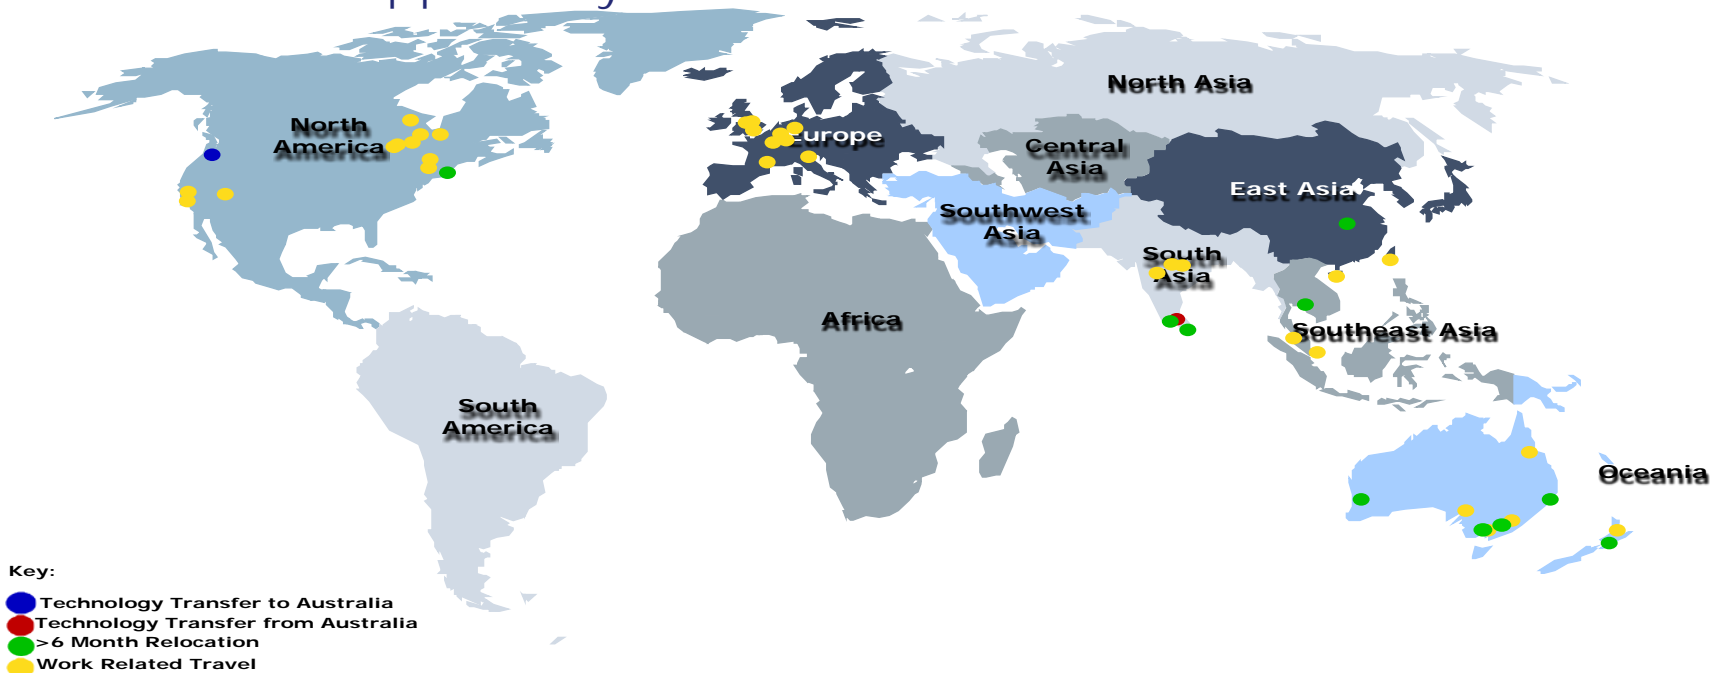 North
America
Europe
North Asia
Central
Asia
East Asia
Southwest
Asia
South
Asia
Africa
Southeast Asia
South
America
Oceania
Key:
Technology Transfer to Australia
Technology Transfer from Australia
>6 Month Relocation
Work Related Travel